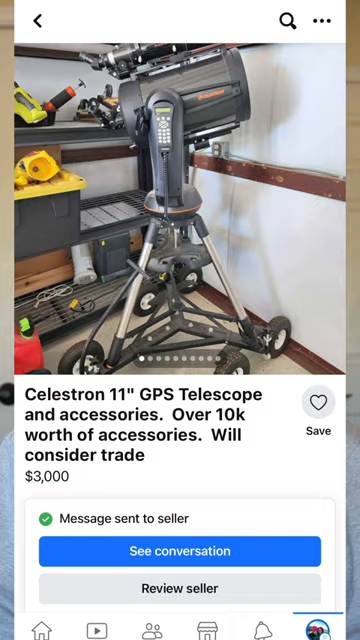 CELESTRON
Celestron 11" GPS Telescope
and accessories.  Over 10k
worth of accessories.  Will
consider trade
Save
$3,000
Message sent to seller
See conversation
Review seller